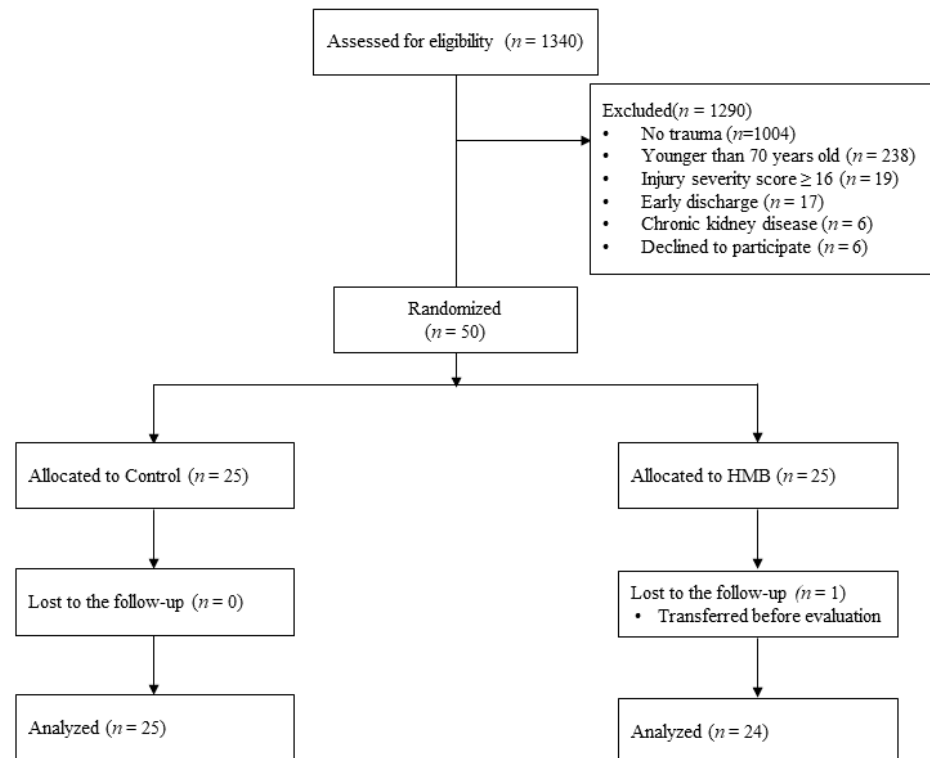 Assessed for eligibility (n = 1340)
Excluded(n = 1290)
• No trauma (n=1004)
• Younger than 70 years old (n = 238)
• Injury severity score ≥ 16 (n = 19)
• Early discharge (n = 17)
• Chronic kidney disease (n = 6)
• Declined to participate (n = 6)
Randomized
(n = 50)
Allocated to Control (n = 25)
Allocated to HMB (n = 25)
Lost to the follow-up (n = 0)
Lost to the follow-up (n = 1)
• Transferred before evaluation
Analyzed (n = 25)
Analyzed (n = 24)